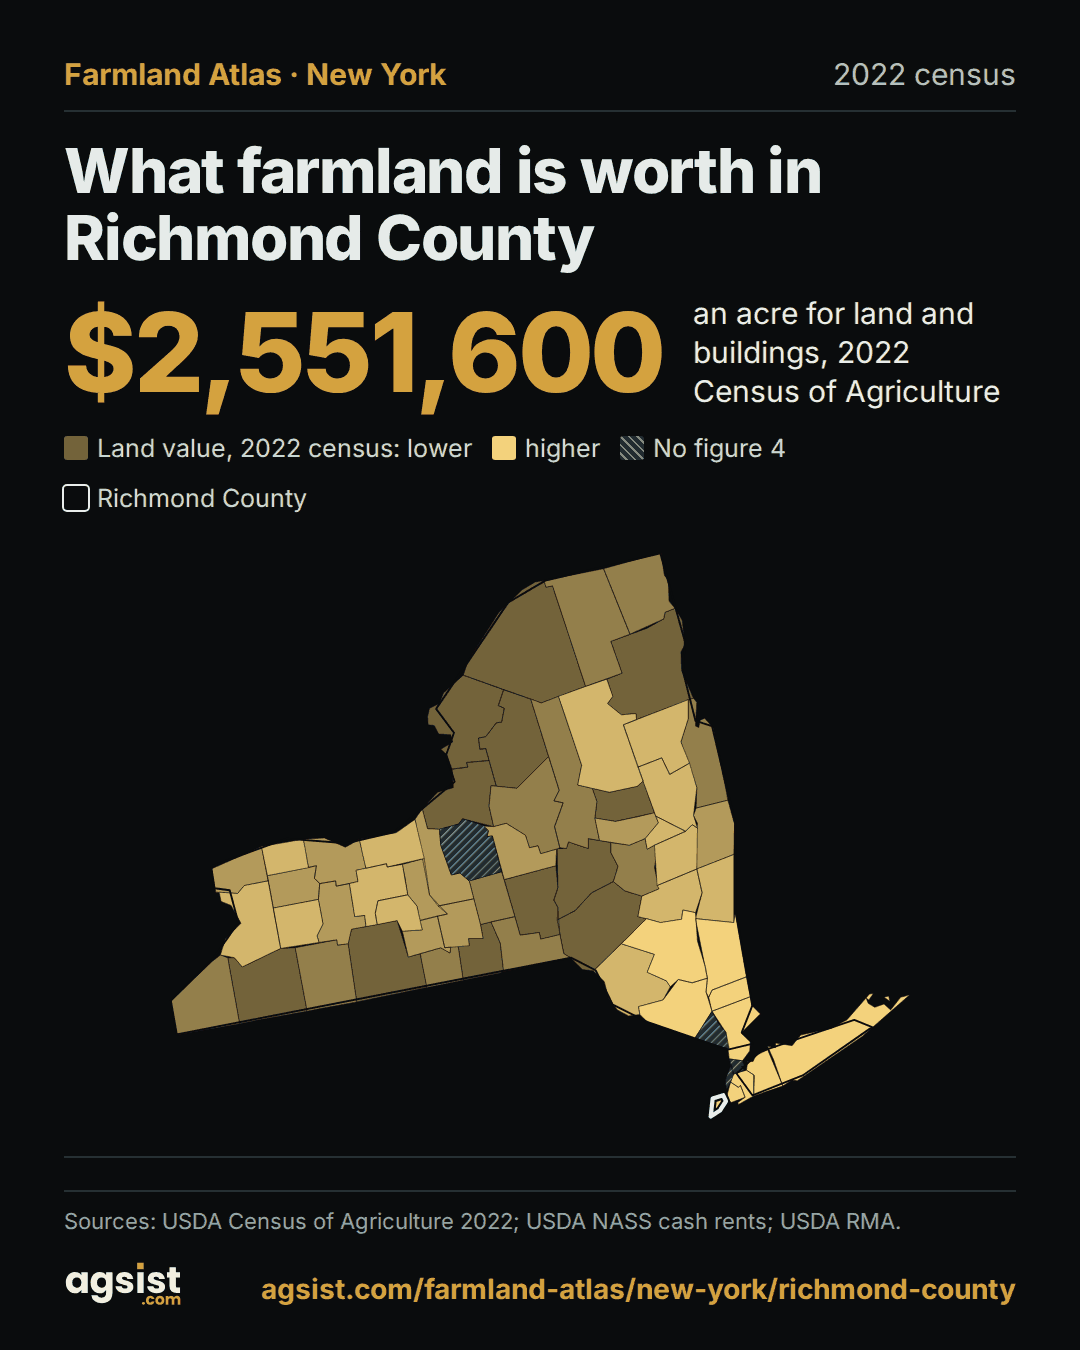 Farmland Atlas · New York
2022 census
What farmland is worth in
Richmond County
$2,551,600
an acre for land and
buildings, 2022
Census of Agriculture
Land value, 2022 census: lower
higher
No figure 4
Richmond County
Sources: USDA Census of Agriculture 2022; USDA NASS cash rents; USDA RMA.
agsist
.com
agsist.com/farmland-atlas/new-york/richmond-county